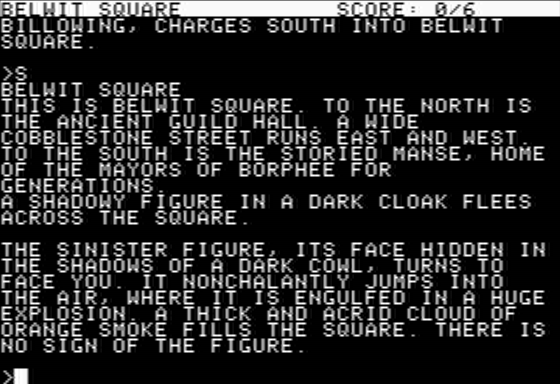 BELWIT SQUARE SCORE: 0/6
BILLOWING, CHARGES SOUTH INTO BELWIT
SQUARE.
>S
BELWIT SQUARE
THIS IS BELWIT SQUARE. TO THE NORTH IS
THE ANCIENT GUILD HALL. A WIDE
COBBLESTONE STREET RUNS EAST AND WEST.
TO THE SOUTH IS THE STORIED MANSE, HOME
OF THE MAYORS OF BORPHEE FOR
GENERATIONS.
A SHADOWY FIGURE IN A DARK CLOAK FLEES
ACROSS THE SQUARE.
THE SINISTER FIGURE, ITS FACE HIDDEN IN
THE SHADOWS OF A DARK COWL, TURNS TO
FACE YOU. IT NONCHALANTLY JUMPS INTO
THE AIR, WHERE IT IS ENGULFED IN A HUGE
EXPLOSION. A THICK AND ACRID CLOUD OF
ORANGE SMOKE FILLS THE SQUARE. THERE IS
NO SIGN OF THE FIGURE.
>